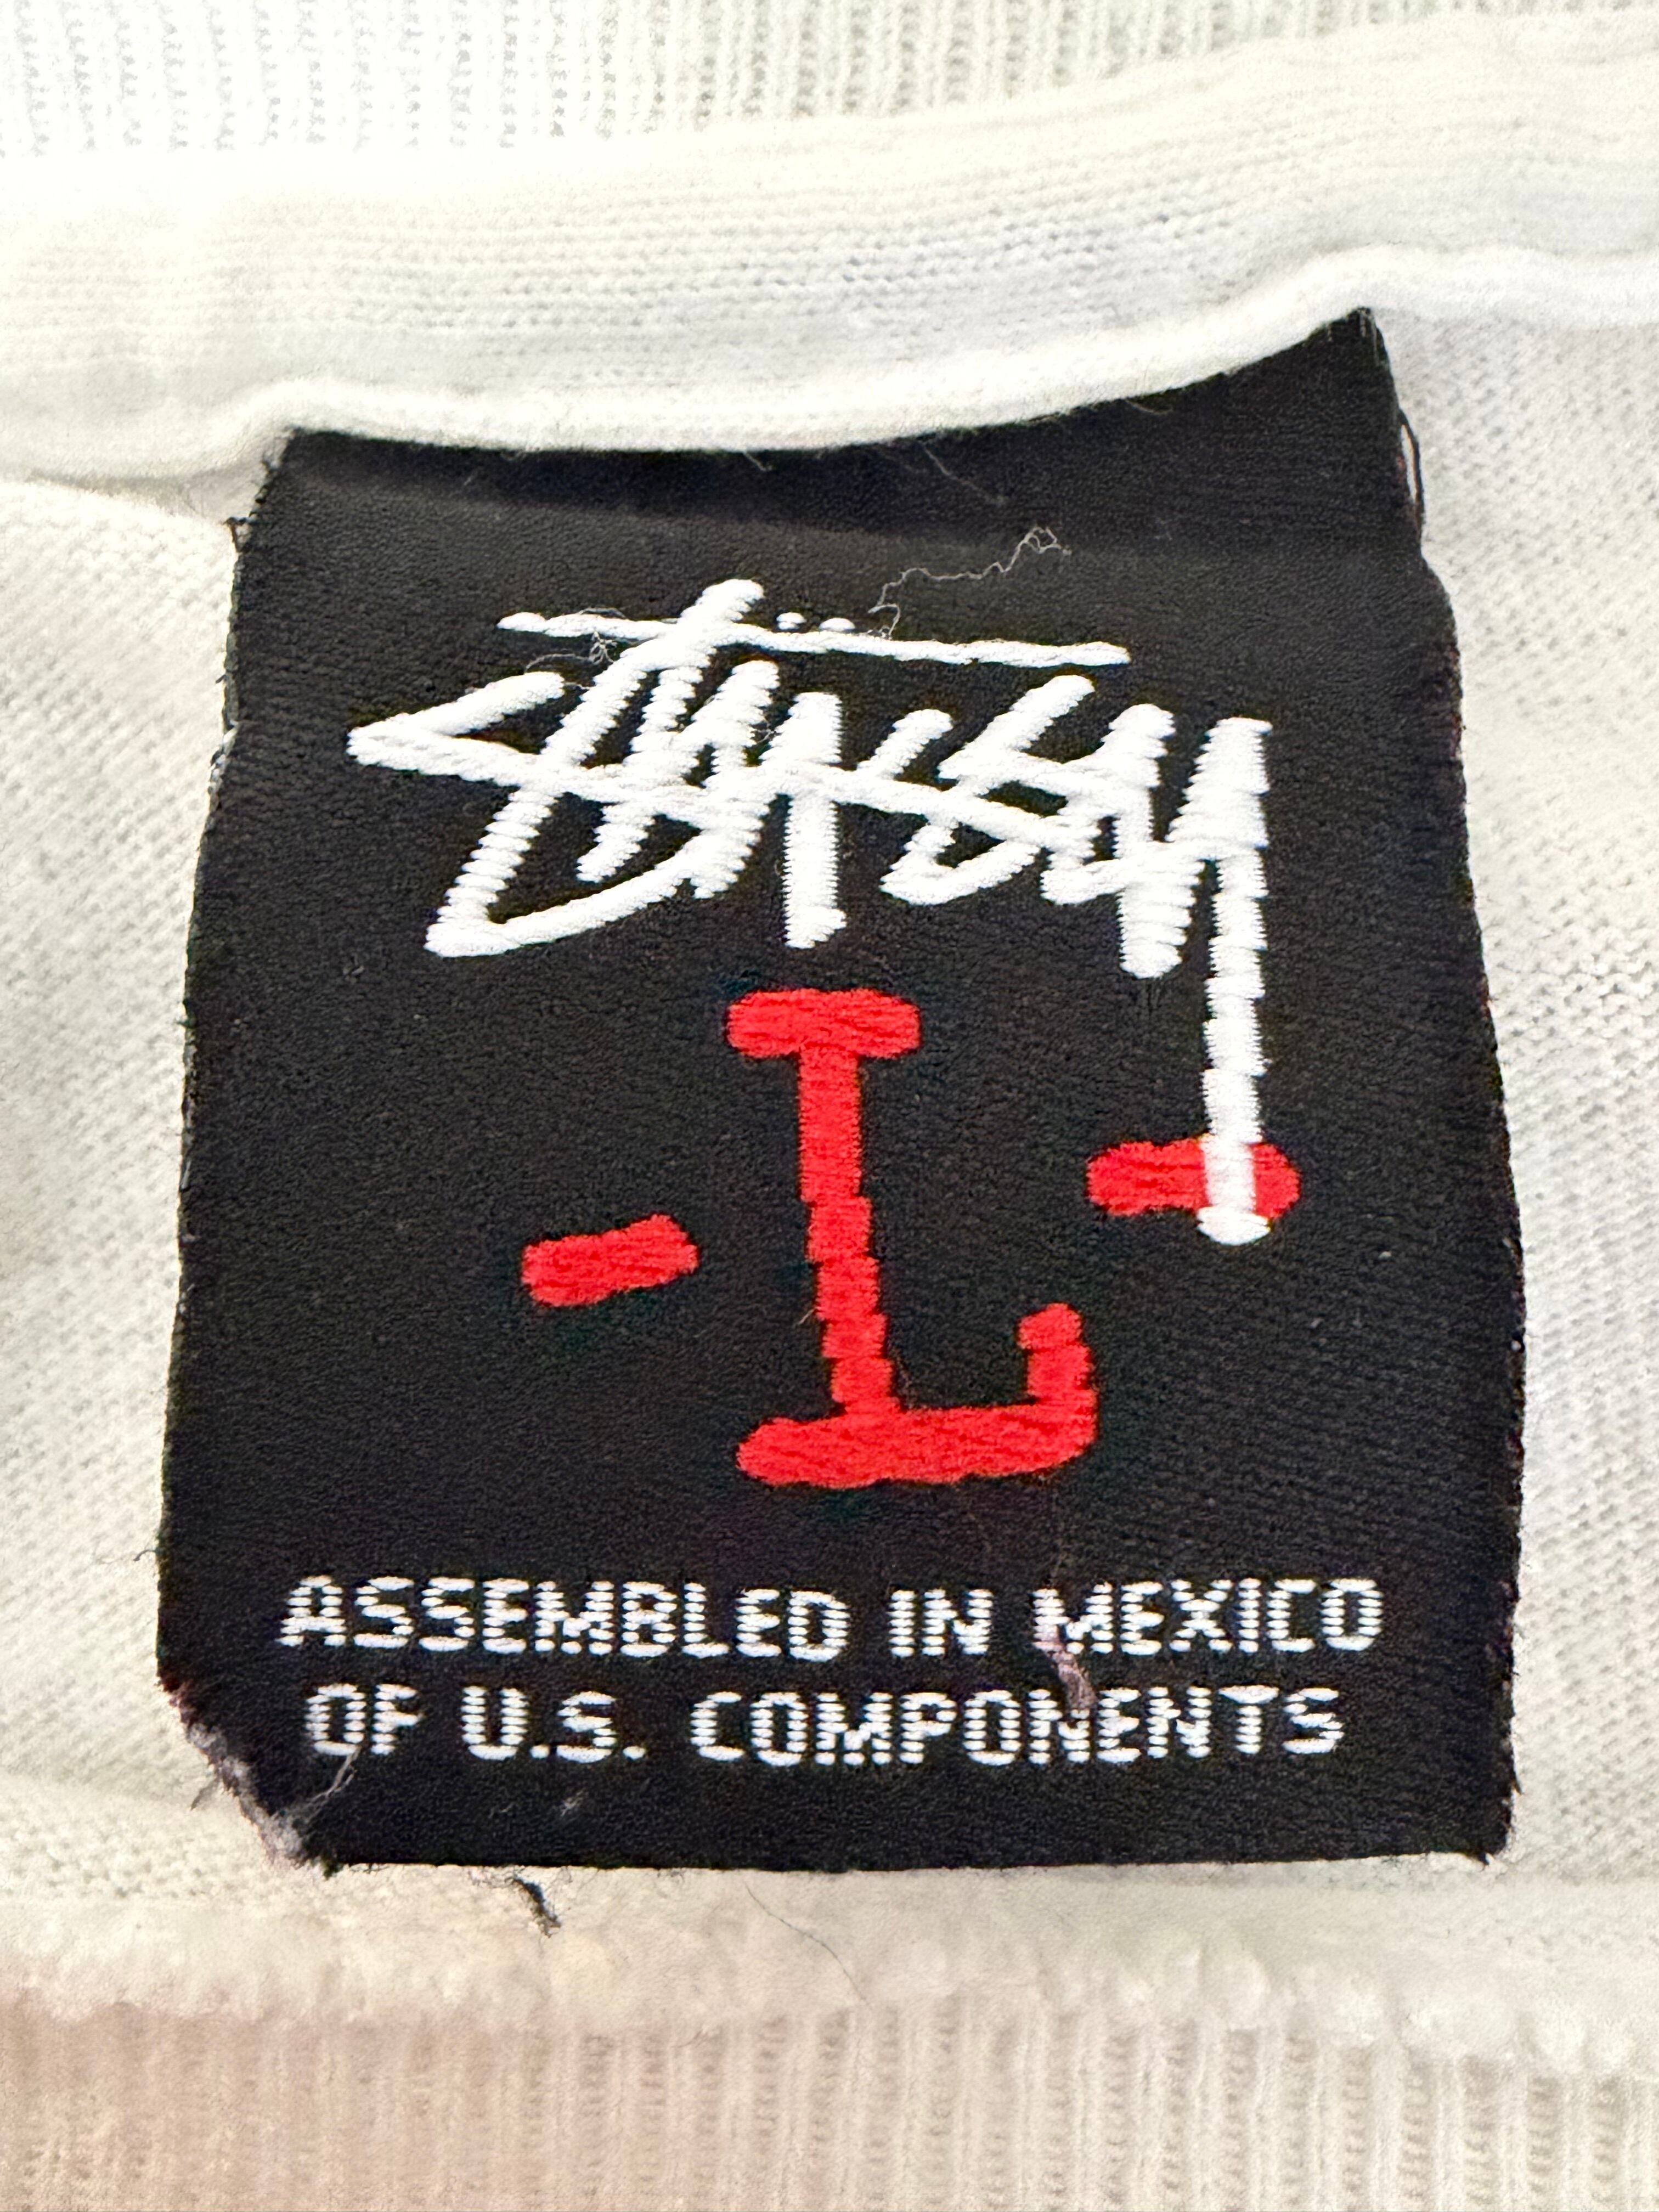 Stüssy
-L-
ASSEMBLED IN MEXICO
OF U.S. COMPONENTS